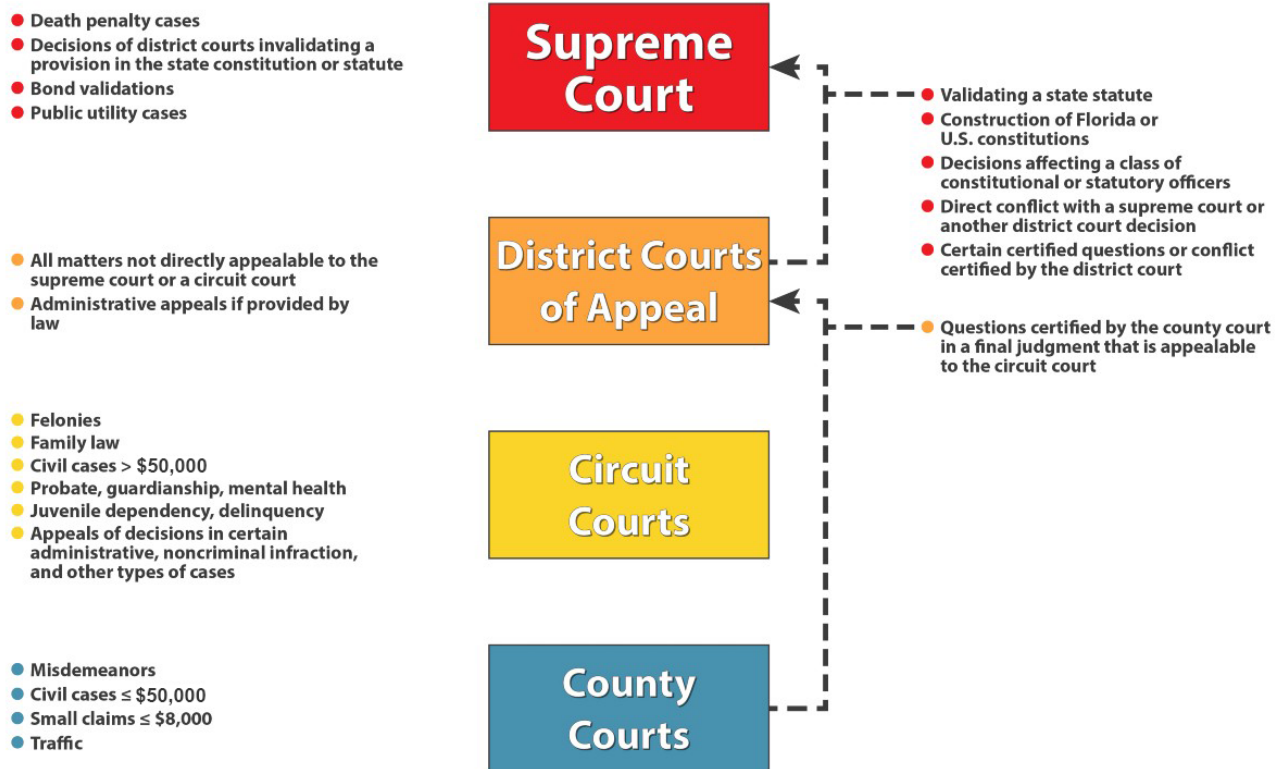 Death penalty cases
Decisions of district courts invalidating a
provision in the state constitution or statute
Bond validations
Public utility cases
Supreme
Court
Validating a state statute
Construction of Florida or
U.S. constitutions
Decisions affecting a class of
constitutional or statutory officers
Direct conflict with a supreme court or
another district court decision
Certain certified questions or conflict
certified by the district court
All matters not directly appealable to the
supreme court or a circuit court
Administrative appeals if provided by
law
District Courts
of Appeal
Questions certified by the county court
in a final judgment that is appealable
to the circuit court
Felonies
Family law
Civil cases > $50,000
Probate, guardianship, mental health
Juvenile dependency, delinquency
Appeals of decisions in certain
administrative, noncriminal infraction,
and other types of cases
Circuit
Courts
Misdemeanors
Civil cases ≤ $50,000
Small claims ≤ $8,000
Traffic
County
Courts